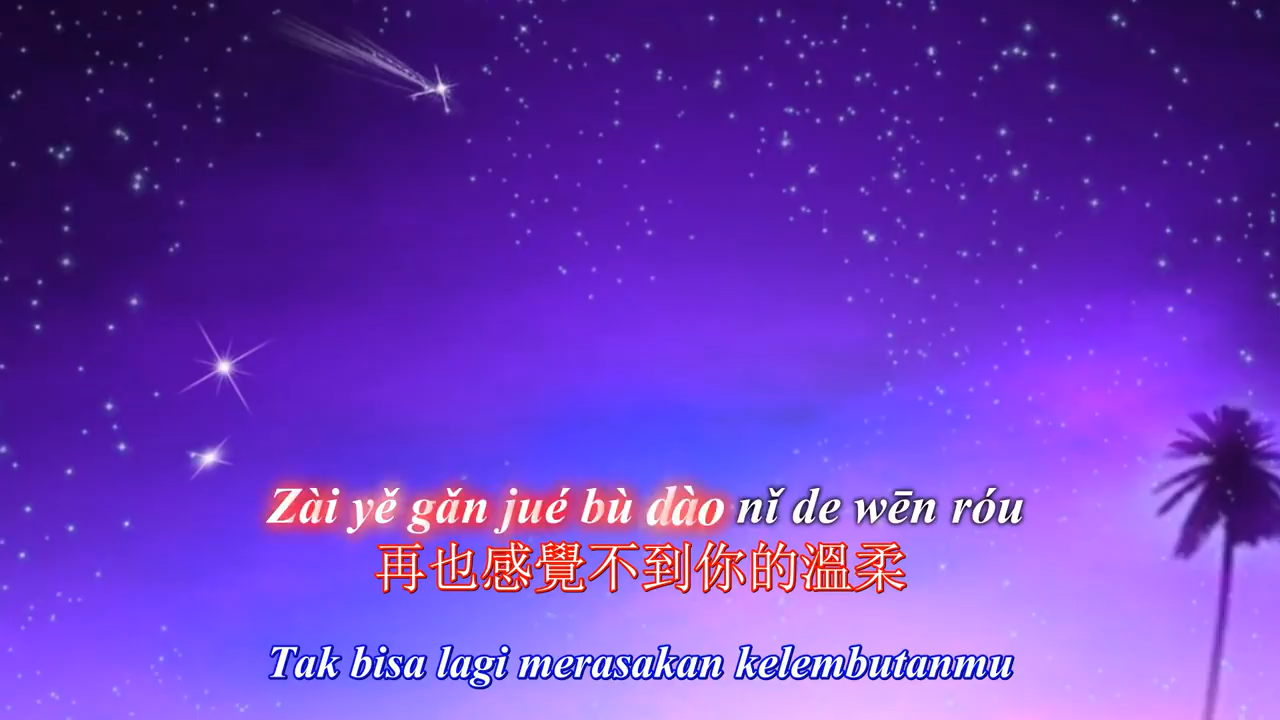 Zài yě gǎn jué bù dào nǐ de wēn róu
再也感覺不到你的溫柔
Tak bisa lagi merasakan kelembutanmu